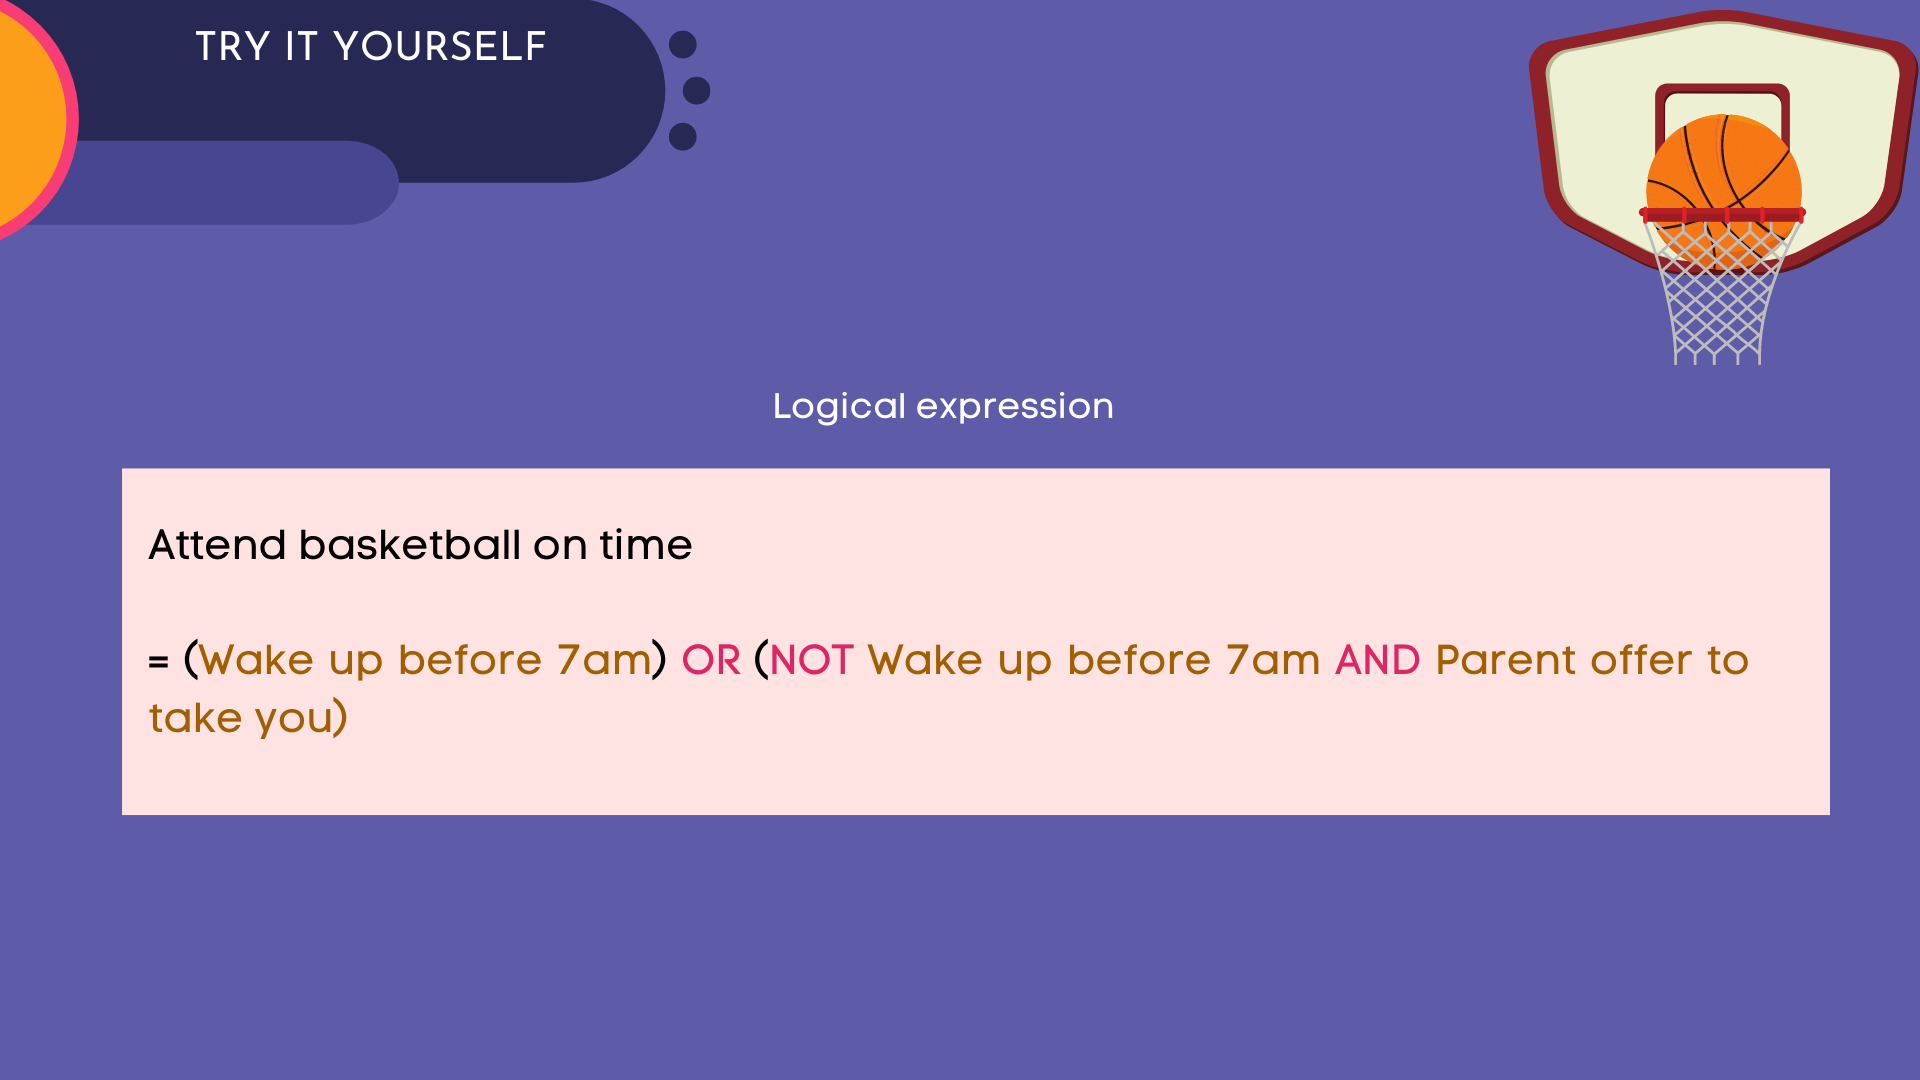 TRY IT YOURSELF
Logical expression
Attend basketball on time
= (Wake up before 7am) OR (NOT Wake up before 7am AND Parent offer to
take you)